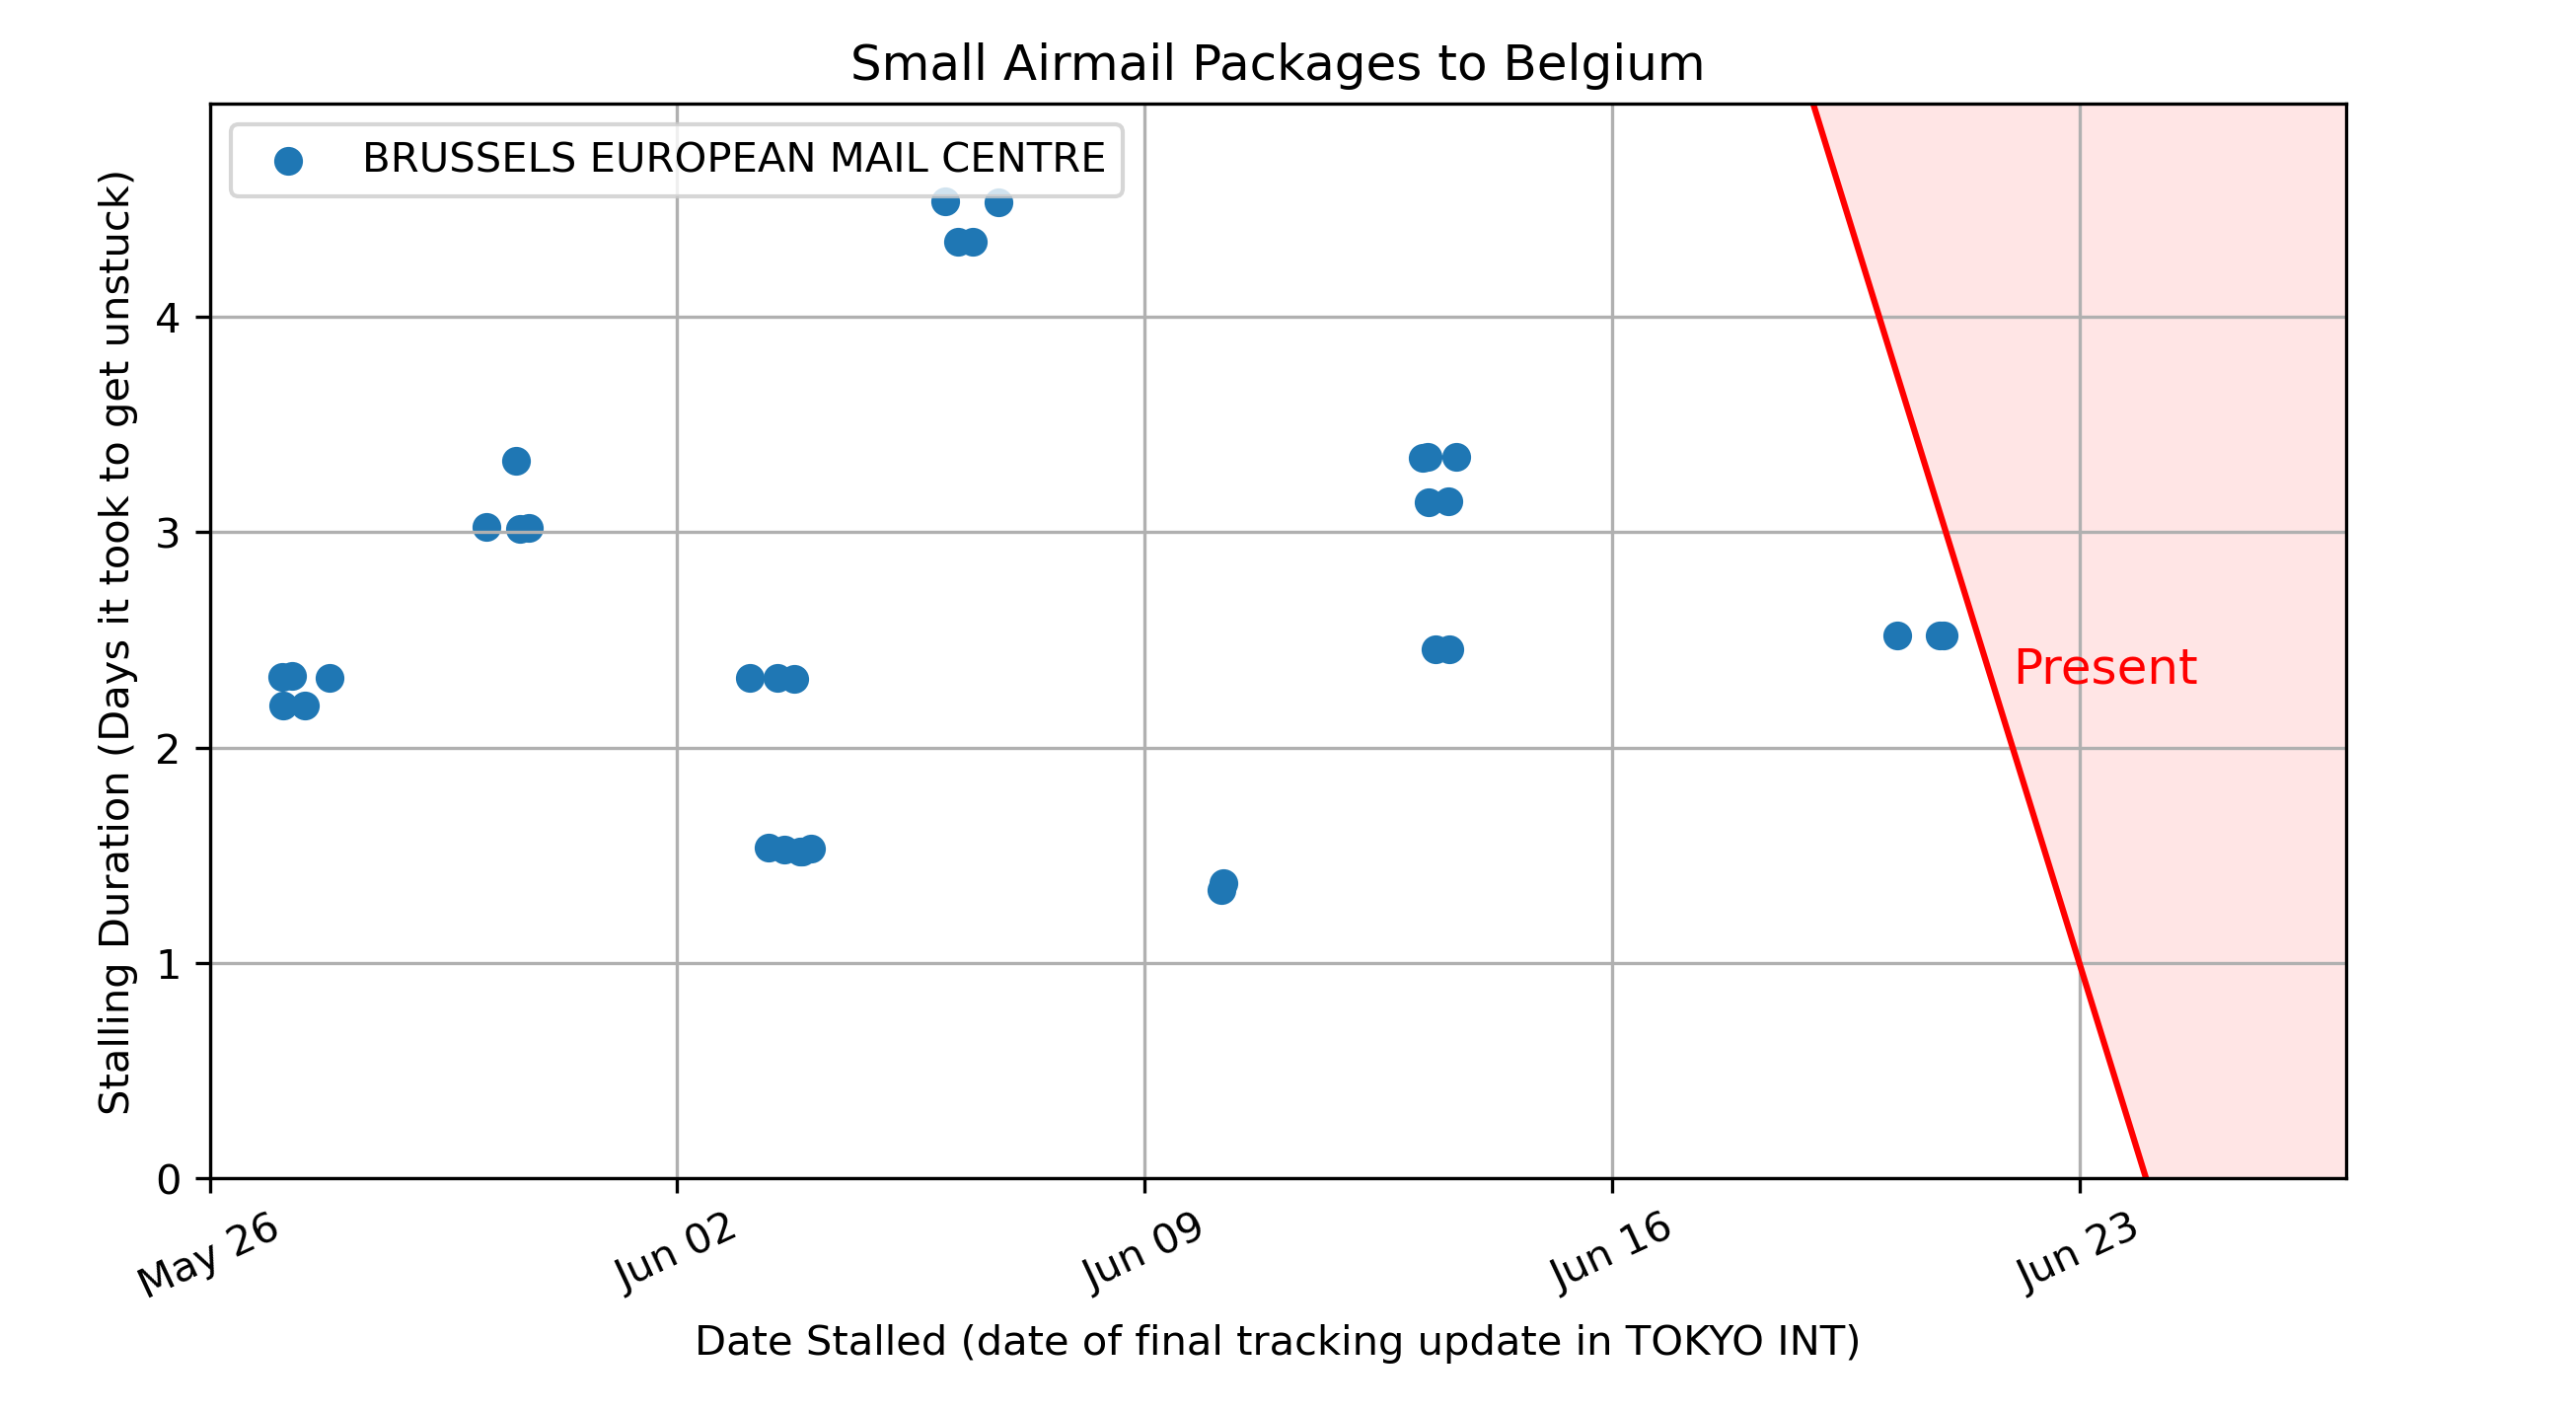 Small Airmail Packages to Belgium
BRUSSELS EUROPEAN MAIL CENTRE
Stalling Duration (Days it took to get unstuck)
4
3
2
1
0
Present
May 26
Jun 02
Jun 09
Jun 16
Jun 23
Date Stalled (date of final tracking update in TOKYO INT)